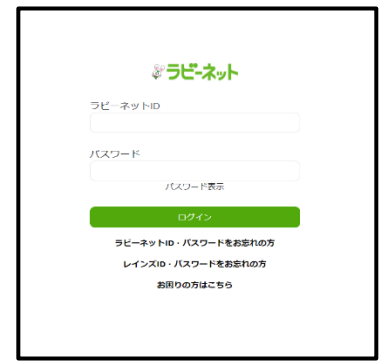 ラビーネット
ラビーネットID
パスワード
パスワード表示
ログイン
ラビーネットID・パスワードをお忘れの方
レインズID・パスワードをお忘れの方
お困りの方はこちら